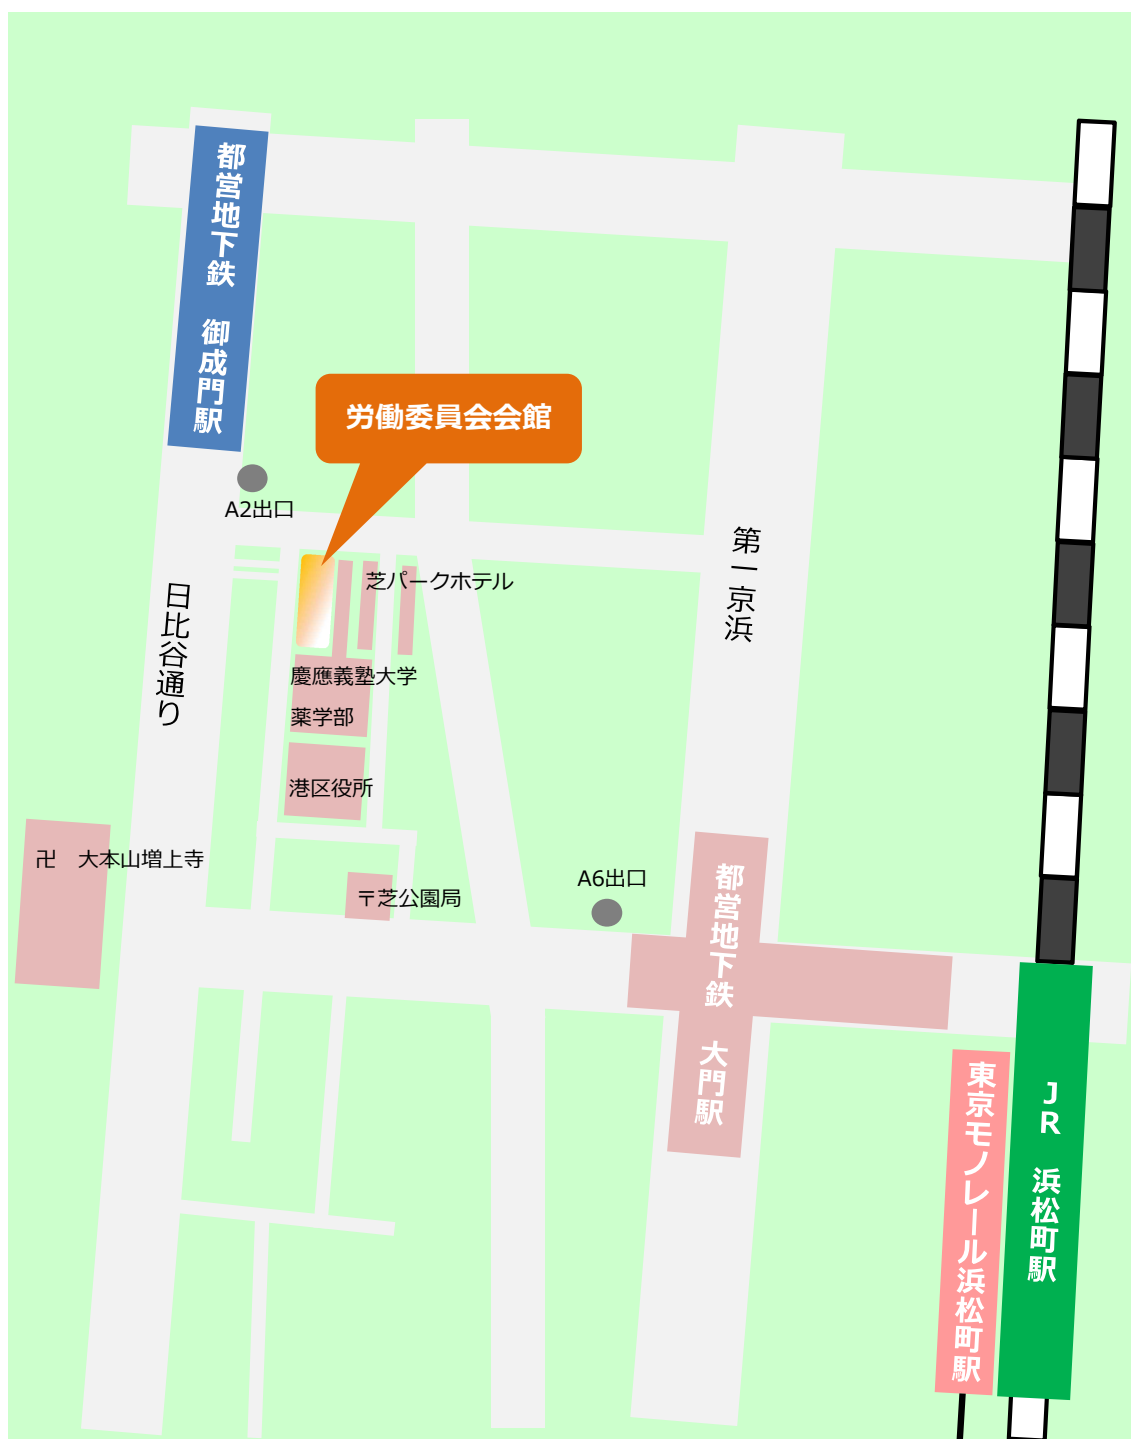 都営地下鉄　御成門駅
労働委員会会館
A2出口
第一京浜
芝パークホテル
日比谷通り
慶應義塾大学
薬学部
港区役所
卍　大本山増上寺
〒芝公園局
A6出口
都営地下鉄　大門駅
東京モノレール浜松町駅
ＪＲ　浜松町駅